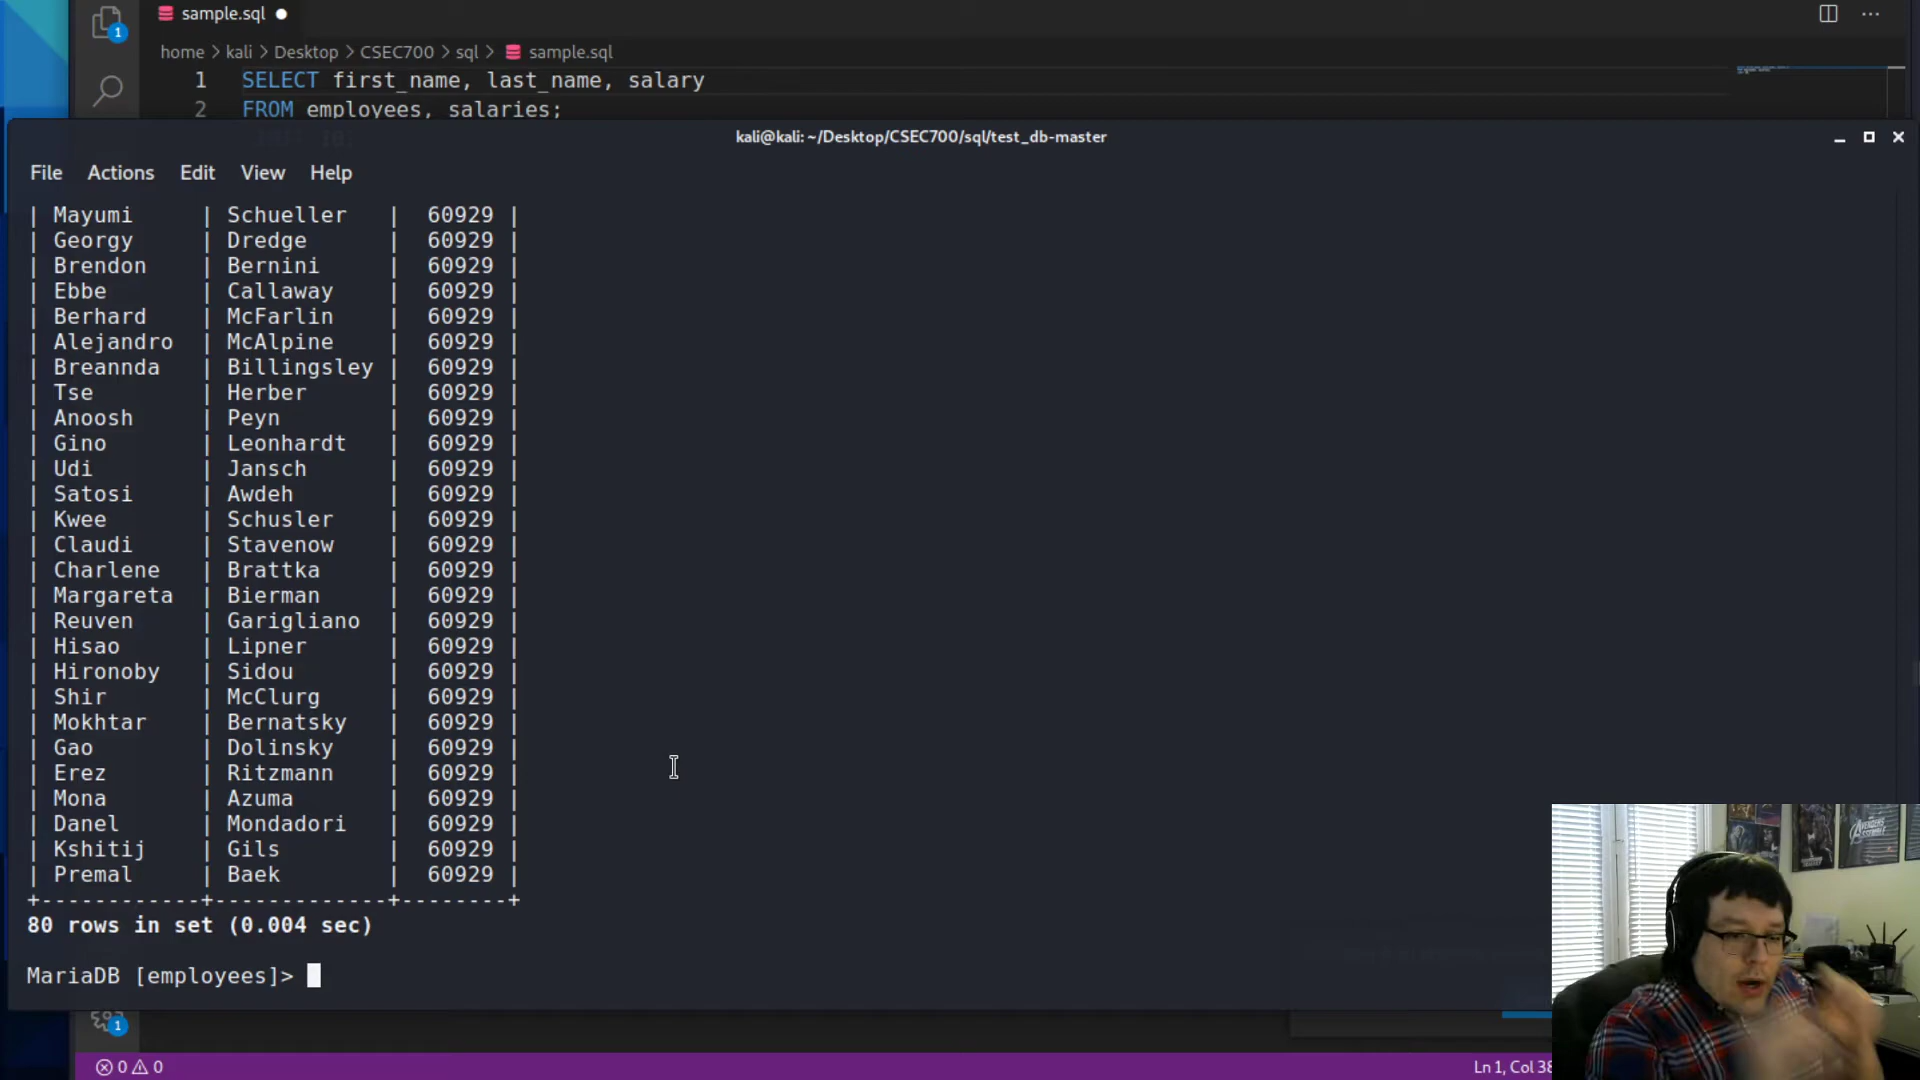 1
sample.sql
home > kali > Desktop > CSEC700 > sql > sample.sql
1 SELECT first_name, last_name, salary
2 FROM employees, salaries;
kali@kali: ~/Desktop/CSEC700/sql/test_db-master
File Actions Edit View Help
| Mayumi | Schueller | 60929 |
| Georgy | Dredge | 60929 |
| Brendon | Bernini | 60929 |
| Ebbe | Callaway | 60929 |
| Berhard | McFarlin | 60929 |
| Alejandro | McAlpine | 60929 |
| Breannda | Billingsley | 60929 |
| Tse | Herber | 60929 |
| Anoosh | Peyn | 60929 |
| Gino | Leonhardt | 60929 |
| Udi | Jansch | 60929 |
| Satosi | Awdeh | 60929 |
| Kwee | Schusler | 60929 |
| Claudi | Stavenow | 60929 |
| Charlene | Brattka | 60929 |
| Margareta | Bierman | 60929 |
| Reuven | Garigliano | 60929 |
| Hisao | Lipner | 60929 |
| Hironoby | Sidou | 60929 |
| Shir | McClurg | 60929 |
| Mokhtar | Bernatsky | 60929 |
| Gao | Dolinsky | 60929 |
| Erez | Ritzmann | 60929 |
| Mona | Azuma | 60929 |
| Danel | Mondadori | 60929 |
| Kshitij | Gils | 60929 |
| Premal | Baek | 60929 |
+------------+-------------+--------+
80 rows in set (0.004 sec)
MariaDB [employees]>
1
0 0
Ln 1, Col 38
AVENGERS
ASSEMBLE